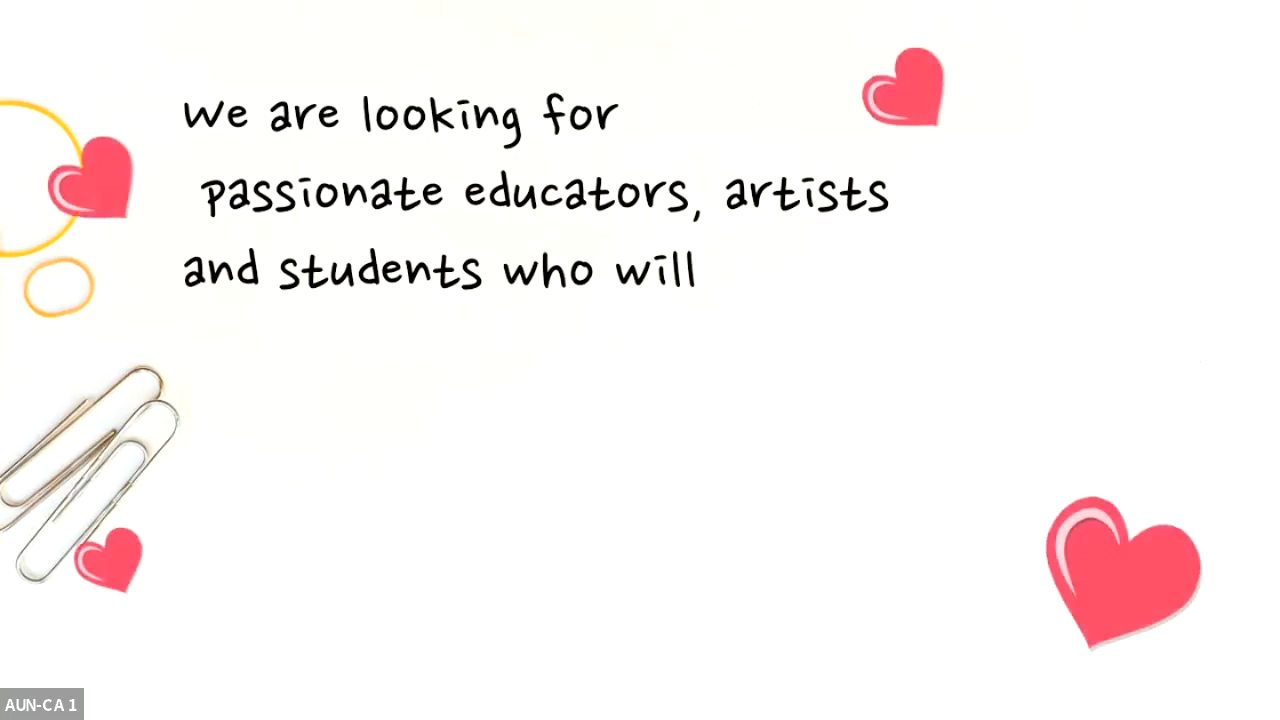 we are looking for
passionate educators, artists
and students who will
AUN-CA 1